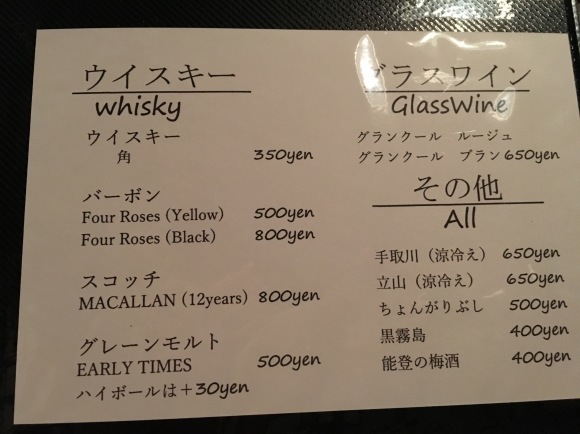 ウイスキー
whisky
ウイスキー
角 350yen
バーボン
Four Roses (Yellow) 500yen
Four Roses (Black) 800yen
スコッチ
MACALLAN (12years) 800yen
グレーンモルト
EARLY TIMES 500yen
ハイボールは＋30yen
グラスワイン
GlassWine
グランクール ルージュ
グランクール ブラン 650yen
その他
All
手取川（涼冷え） 650yen
立山（涼冷え） 650yen
ちょんがりぶし 500yen
黒霧島 400yen
能登の梅酒 400yen